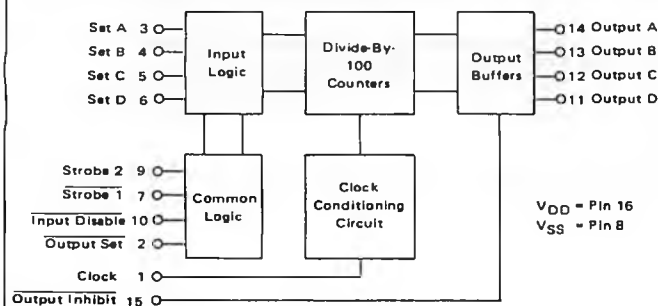 Set A 3
Set B 4
Set C 5
Set D 6
Input Logic
Divide-By-100 Counters
Output Buffers
14 Output A
13 Output B
12 Output C
11 Output D
Strobe 2 9
Strobe 1 7
Input Disable 10
Output Set 2
Common Logic
Clock Conditioning Circuit
VDD = Pin 16
VSS = Pin 8
Clock 1
Output Inhibit 15